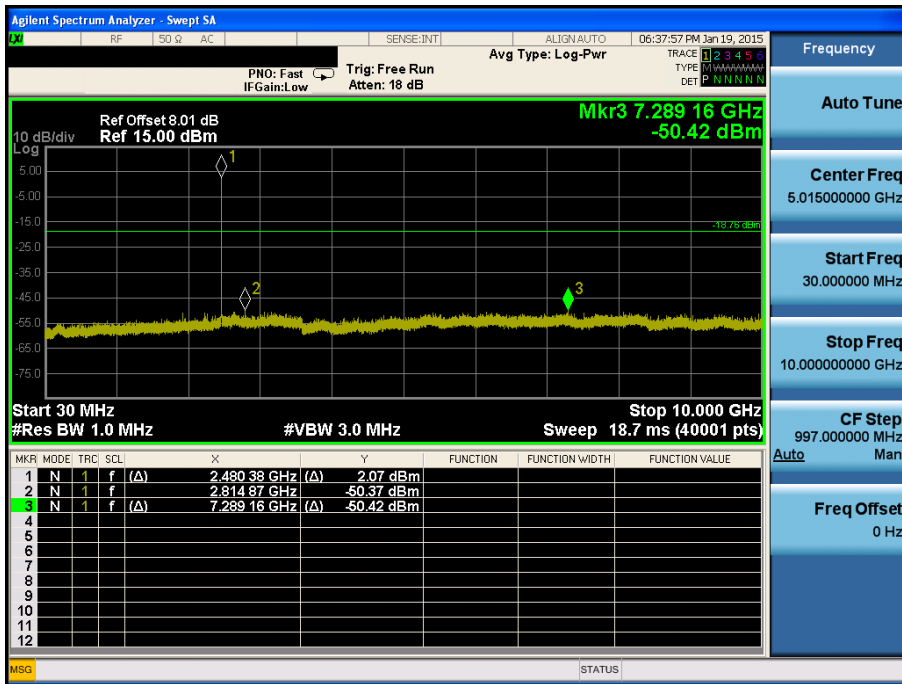 Agilent Spectrum Analyzer - Swept SA
LXI RF 50 Ω AC SENSE:INT ALIGN AUTO 06:37:57 PM Jan 19, 2015
Frequency
Avg Type: Log-Pwr TRACE 1 2 3 4 5 6
PNO: Fast Trig: Free Run TYPE M W W W W W
IFGain:Low Atten: 18 dB DET P N N N N N
Auto Tune
Mkr3 7.289 16 GHz
Ref Offset 8.01 dB
10 dB/div Ref 15.00 dBm -50.42 dBm
Log
1
5.00
-5.00
-15.0
-18.76 dBm
-25.0
-35.0
2 3
-45.0
-55.0
-65.0
-75.0
Center Freq
5.015000000 GHz
Start Freq
30.000000 MHz
Stop Freq
10.000000000 GHz
Start 30 MHz Stop 10.000 GHz
#Res BW 1.0 MHz #VBW 3.0 MHz Sweep 18.7 ms (40001 pts)
CF Step
997.000000 MHz
Auto Man
MKR MODE TRC SCL X Y FUNCTION FUNCTION WIDTH FUNCTION VALUE
1 N 1 f (Δ) 2.480 38 GHz (Δ) 2.07 dBm
2 N 1 f 2.814 87 GHz -50.37 dBm
3 N 1 f (Δ) 7.289 16 GHz (Δ) -50.42 dBm
4
5
6
7
8
9
10
11
12
Freq Offset
0 Hz
MSG STATUS